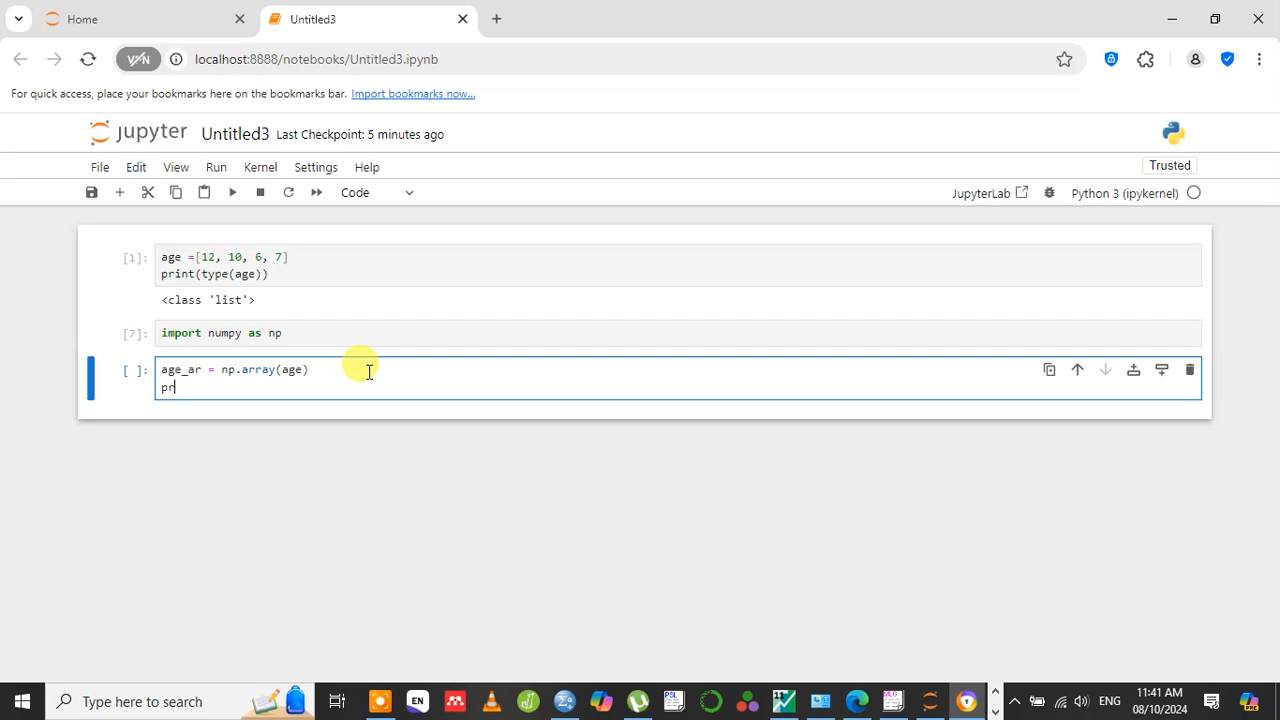 Home
Untitled3
localhost:8888/notebooks/Untitled3.ipynb
For quick access, place your bookmarks here on the bookmarks bar. Import bookmarks now...
jupyter Untitled3 Last Checkpoint: 5 minutes ago
File Edit View Run Kernel Settings Help
Trusted
Code
JupyterLab Python 3 (ipykernel)
[1]: age =[12, 10, 6, 7]
print(type(age))
<class 'list'>
[7]: import numpy as np
[ ]: age_ar = np.array(age)
pr
Type here to search
EN
ENG
11:41 AM
08/10/2024